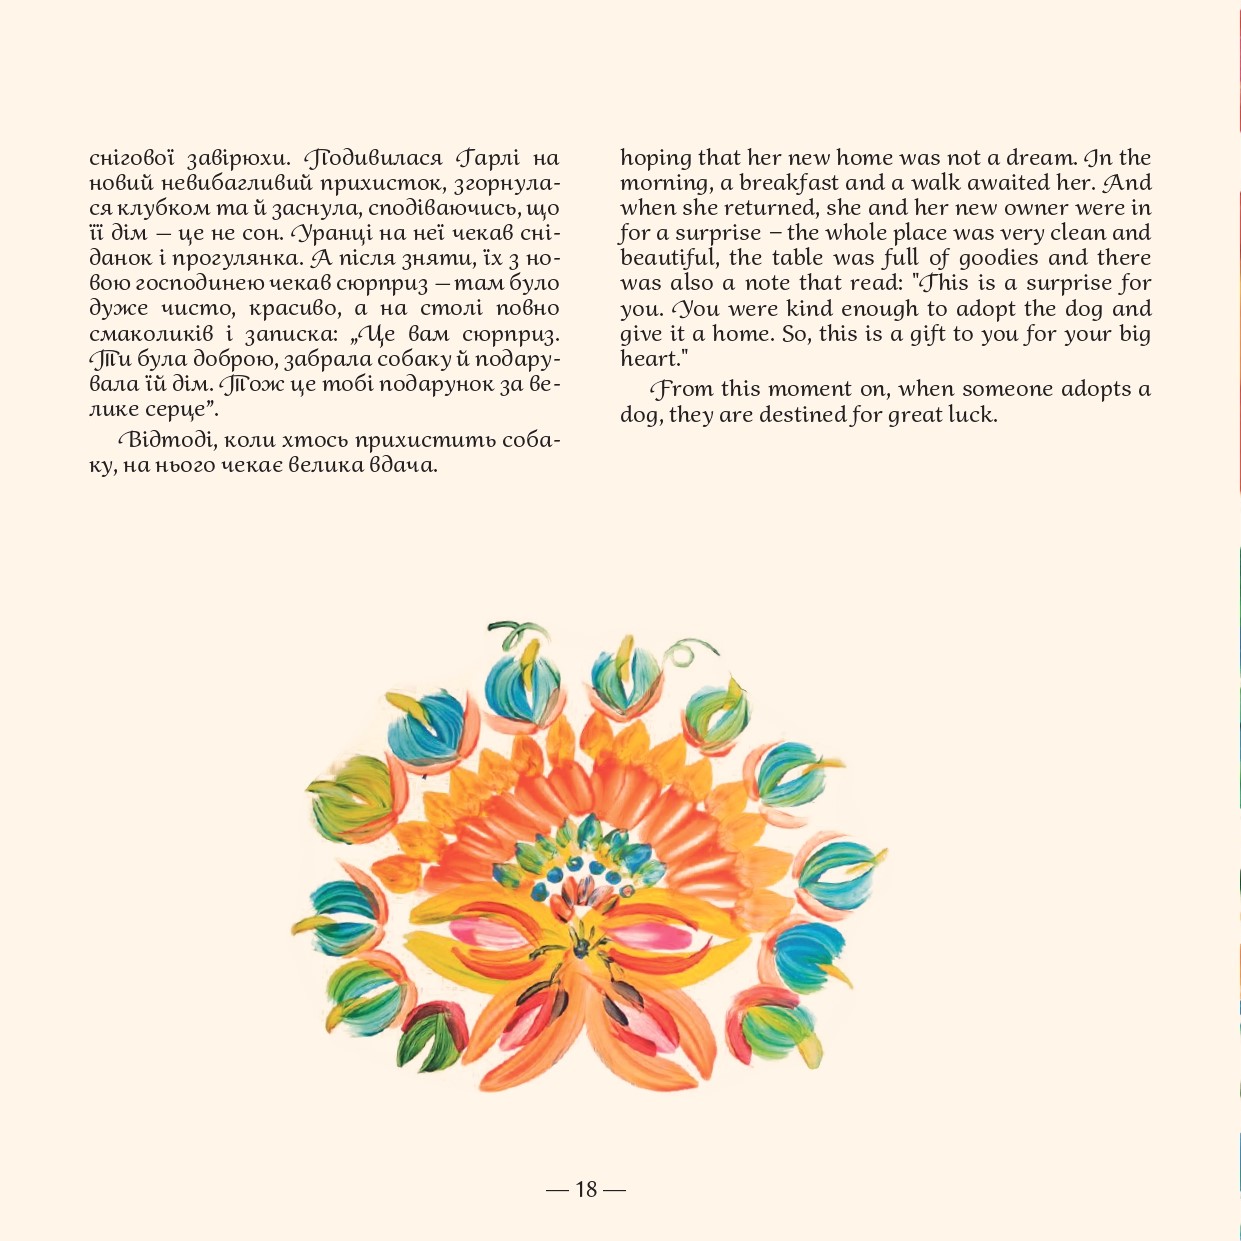 снігової завірюхи. Подивилася Гарлі на
новий невибагливий прихисток, згорнула-
ся клубком та й заснула, сподіваючись, що
її дім — це не сон. Уранці на неї чекав сні-
данок і прогулянка. А після зняти, їх з но-
вою господинею чекав сюрприз — там було
дуже чисто, красиво, а на столі повно
смаколиків і записка: „Це вам сюрприз.
Ти була доброю, забрала собаку й подару-
вала їй дім. Тож це тобі подарунок за ве-
лике серце”.
Відтоді, коли хтось прихистить соба-
ку, на нього чекає велика вдача.
hoping that her new home was not a dream. In the
morning, a breakfast and a walk awaited her. And
when she returned, she and her new owner were in
for a surprise – the whole place was very clean and
beautiful, the table was full of goodies and there
was also a note that read: "This is a surprise for
you. You were kind enough to adopt the dog and
give it a home. So, this is a gift to you for your big
heart."
From this moment on, when someone adopts a
dog, they are destined for great luck.
— 18 —